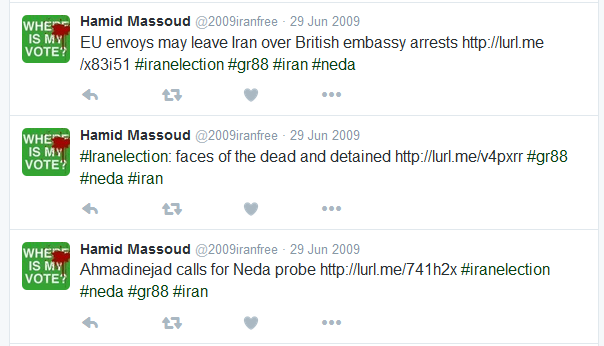 WHERE IS MY VOTE?
Hamid Massoud @2009iranfree · 29 Jun 2009
EU envoys may leave Iran over British embassy arrests http://lurl.me
/x83i51 #iranelection #gr88 #iran #neda
WHERE IS MY VOTE?
Hamid Massoud @2009iranfree · 29 Jun 2009
#Iranelection: faces of the dead and detained http://lurl.me/v4pxrr #gr88
#neda #iran
WHERE IS MY VOTE?
Hamid Massoud @2009iranfree · 29 Jun 2009
Ahmadinejad calls for Neda probe http://lurl.me/741h2x #iranelection
#neda #gr88 #iran